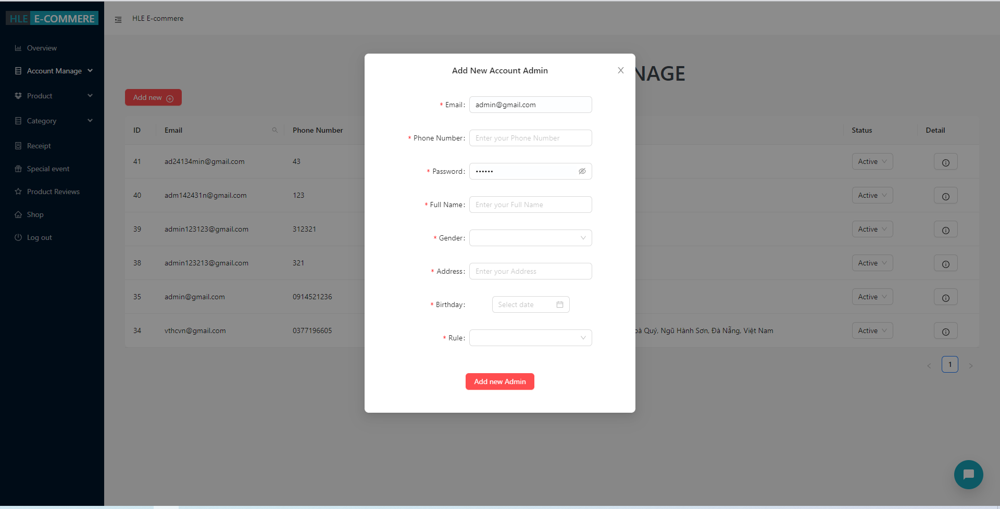 HLE E-COMMERE
HLE E-commere
Overview
Account Manage
Product
Category
Receipt
Special event
Product Reviews
Shop
Log out
NAGE
Add new
ID Email Phone Number Status Detail
41 ad24134min@gmail.com 43 Active
40 adm142431n@gmail.com 123 Active
39 admin123123@gmail.com 312321 Active
38 admin123213@gmail.com 321 Active
35 admin@gmail.com 0914521236 Active
34 vthcvn@gmail.com 0377196605 Quý, Ngũ Hành Sơn, Đà Nẵng, Việt Nam Active
1
Add New Account Admin
* Email: admin@gmail.com
* Phone Number: Enter your Phone Number
* Password: ••••••
* Full Name: Enter your Full Name
* Gender:
* Address: Enter your Address
* Birthday: Select date
* Rule:
Add new Admin